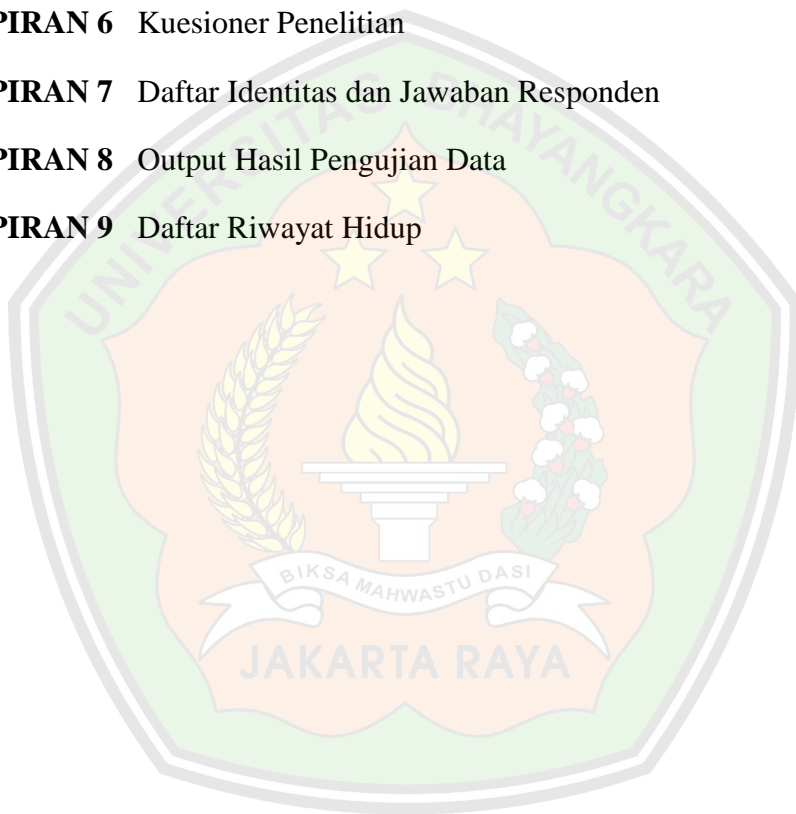 PIRAN 6 Kuesioner Penelitian
PIRAN 7 Daftar Identitas dan Jawaban Responden
PIRAN 8 Output Hasil Pengujian Data
PIRAN 9 Daftar Riwayat Hidup
UNIVERSITAS BHAYANGKARA
BIKSA MAHWASTU DASI
JAKARTA RAYA